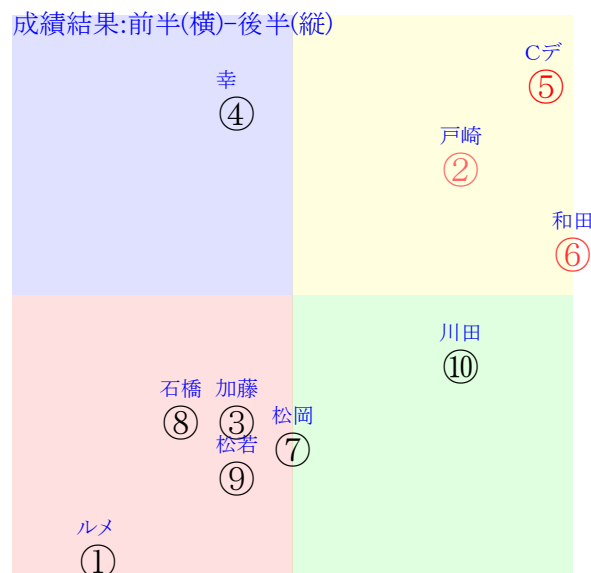 成績結果:前半(横)-後半(縦)
Cデ
⑤
幸
④
戸崎
②
和田
⑥
川田
⑩
石橋
⑧
加藤
③
松岡
⑦
松若
⑨
ルメ
①